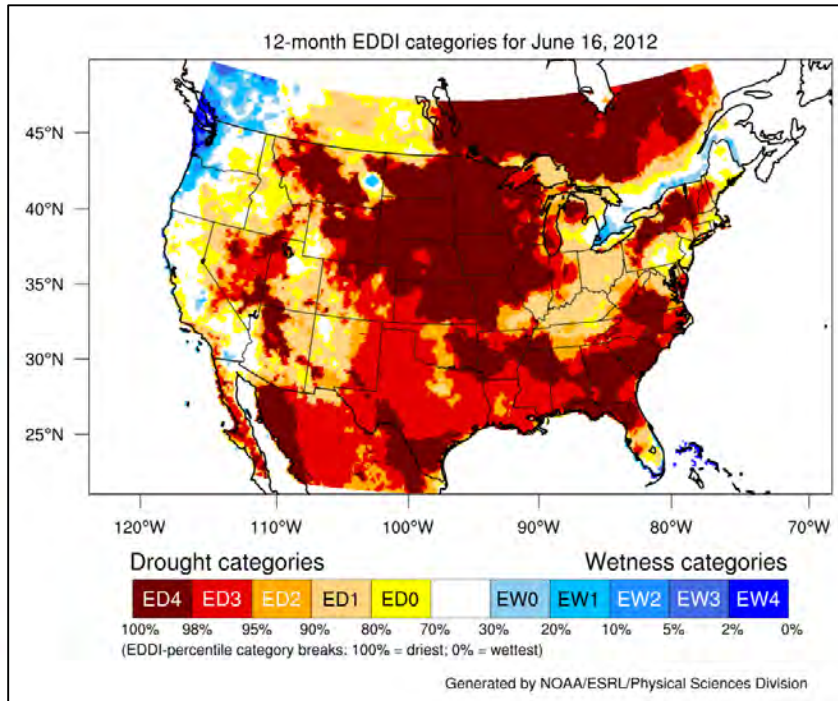 12-month EDDI categories for June 16, 2012
45°N
40°N
35°N
30°N
25°N
120°W 110°W 100°W 90°W 80°W 70°W
Drought categories Wetness categories
ED4 ED3 ED2 ED1 ED0 EW0 EW1 EW2 EW3 EW4
100% 98% 95% 90% 80% 70% 30% 20% 10% 5% 2% 0%
(EDDI-percentile category breaks: 100% = driest; 0% = wettest)
Generated by NOAA/ESRL/Physical Sciences Division